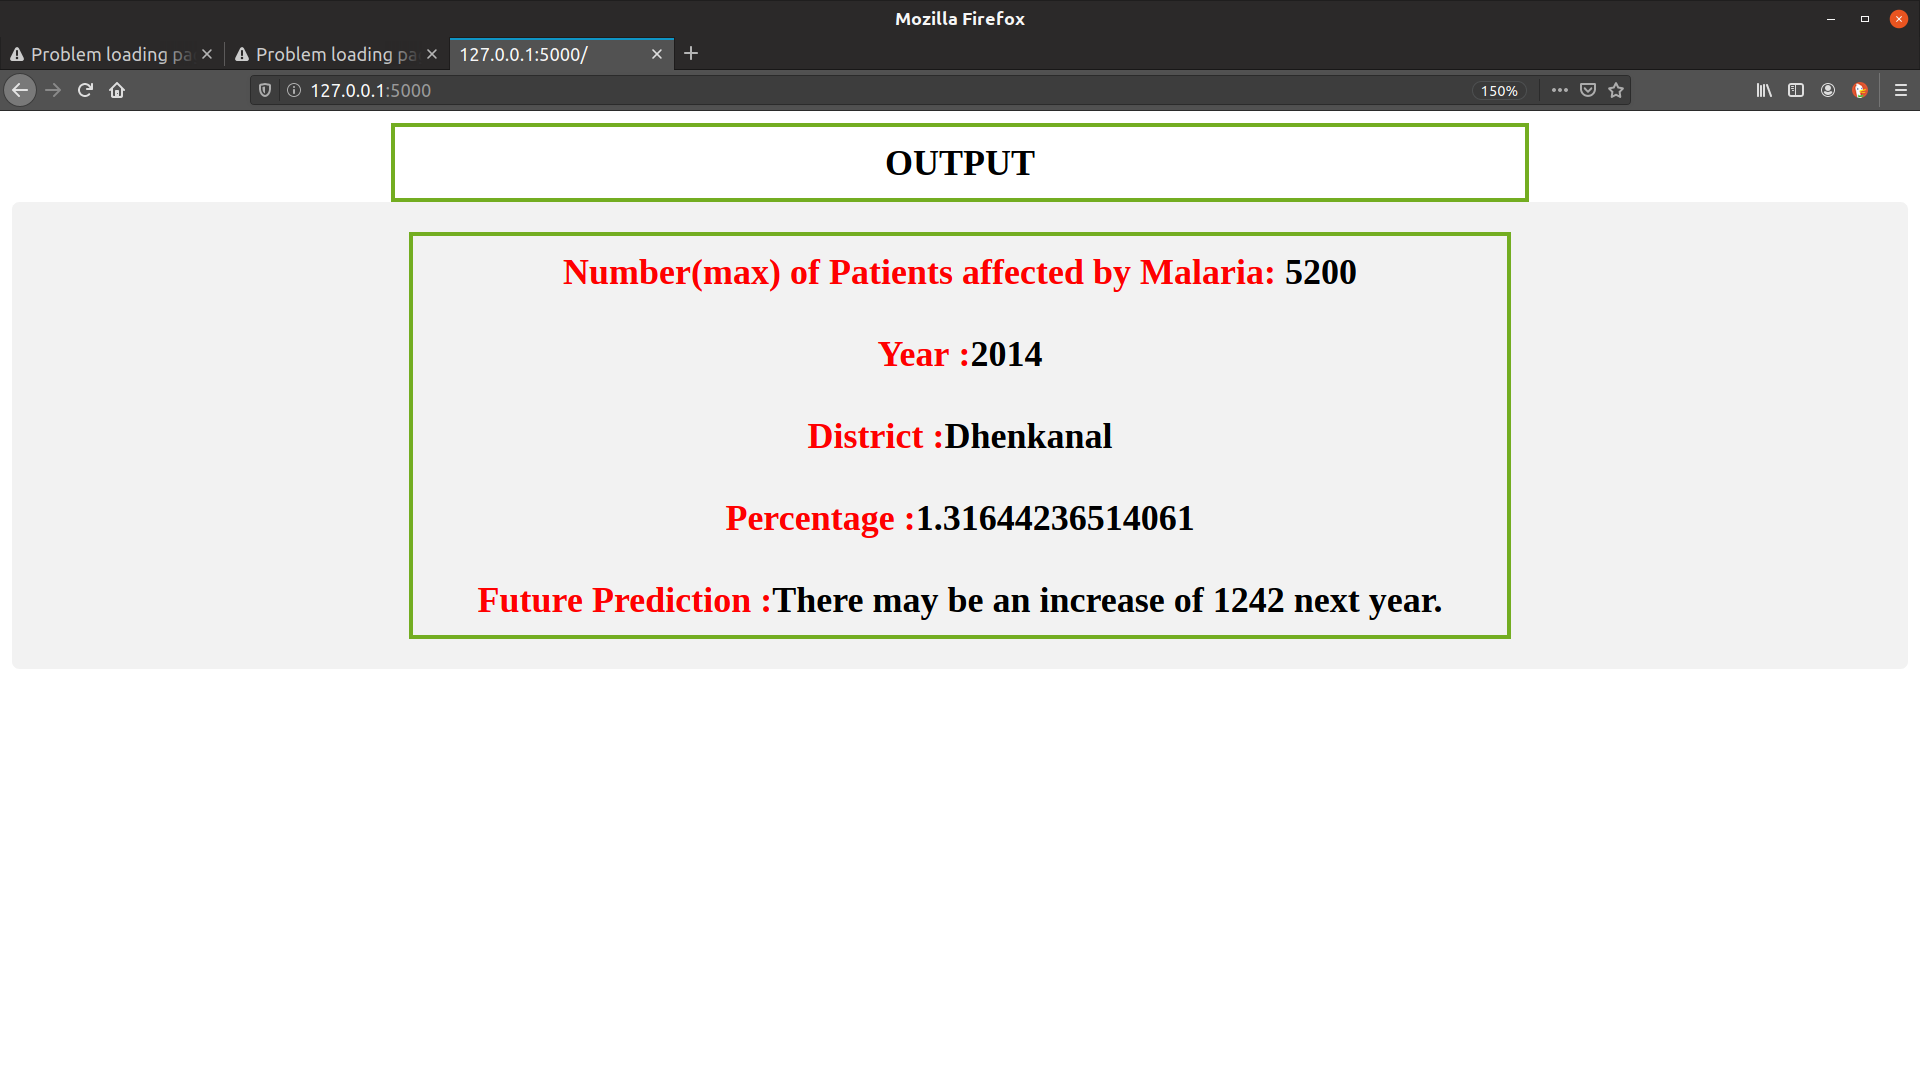 Mozilla Firefox
Problem loading pa
Problem loading pa
127.0.0.1:5000/
127.0.0.1:5000
150%
OUTPUT
Number(max) of Patients affected by Malaria: 5200
Year :2014
District :Dhenkanal
Percentage :1.31644236514061
Future Prediction :There may be an increase of 1242 next year.